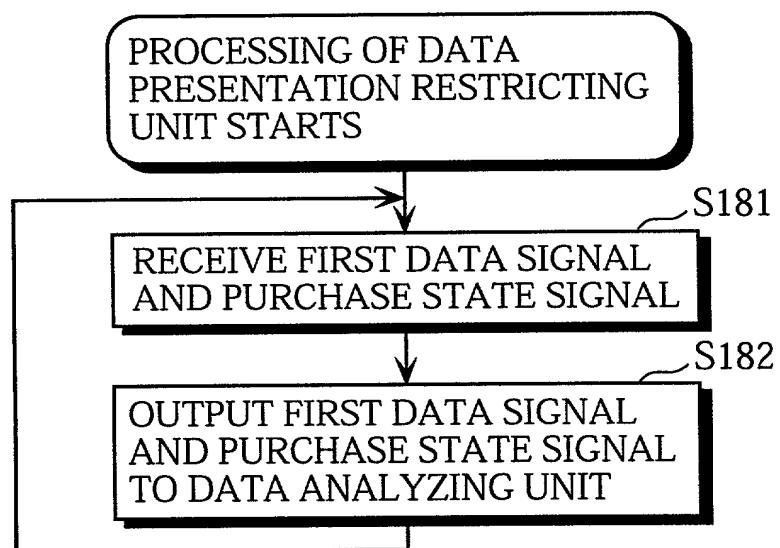 PROCESSING OF DATA
PRESENTATION RESTRICTING
UNIT STARTS
S181
RECEIVE FIRST DATA SIGNAL
AND PURCHASE STATE SIGNAL
S182
OUTPUT FIRST DATA SIGNAL
AND PURCHASE STATE SIGNAL
TO DATA ANALYZING UNIT